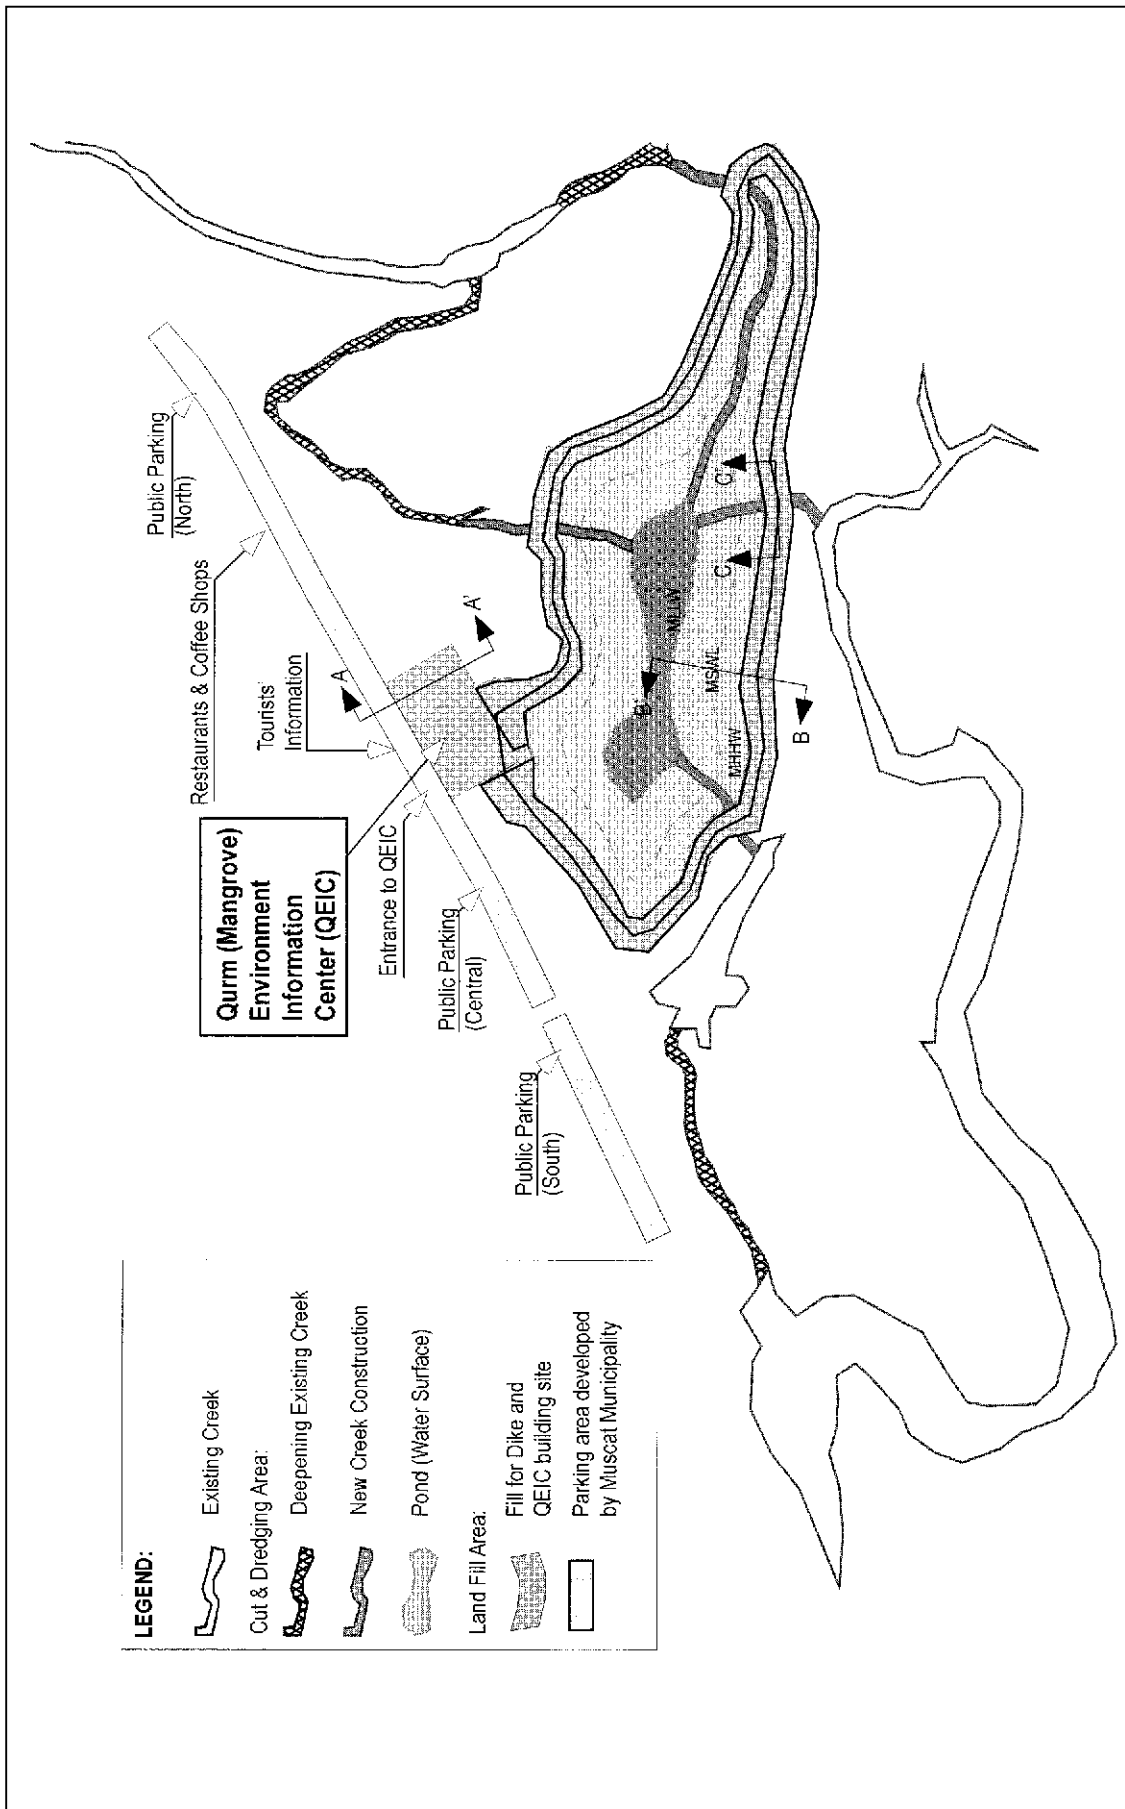 LEGEND:
Existing Creek
Cut & Dredging Area:
Deepening Existing Creek
New Creek Construction
Pond (Water Surface)
Land Fill Area:
Fill for Dike and
QEIC building site
Parking area developed
by Muscat Municipality
Public Parking
(South)
Public Parking
(Central)
Entrance to QEIC
Qurm (Mangrove)
Environment
Information
Center (QEIC)
Tourists'
Information
Restaurants & Coffee Shops
Public Parking
(North)
A
A'
B
B'
MHHW
MSWL
MLLW
C
C'